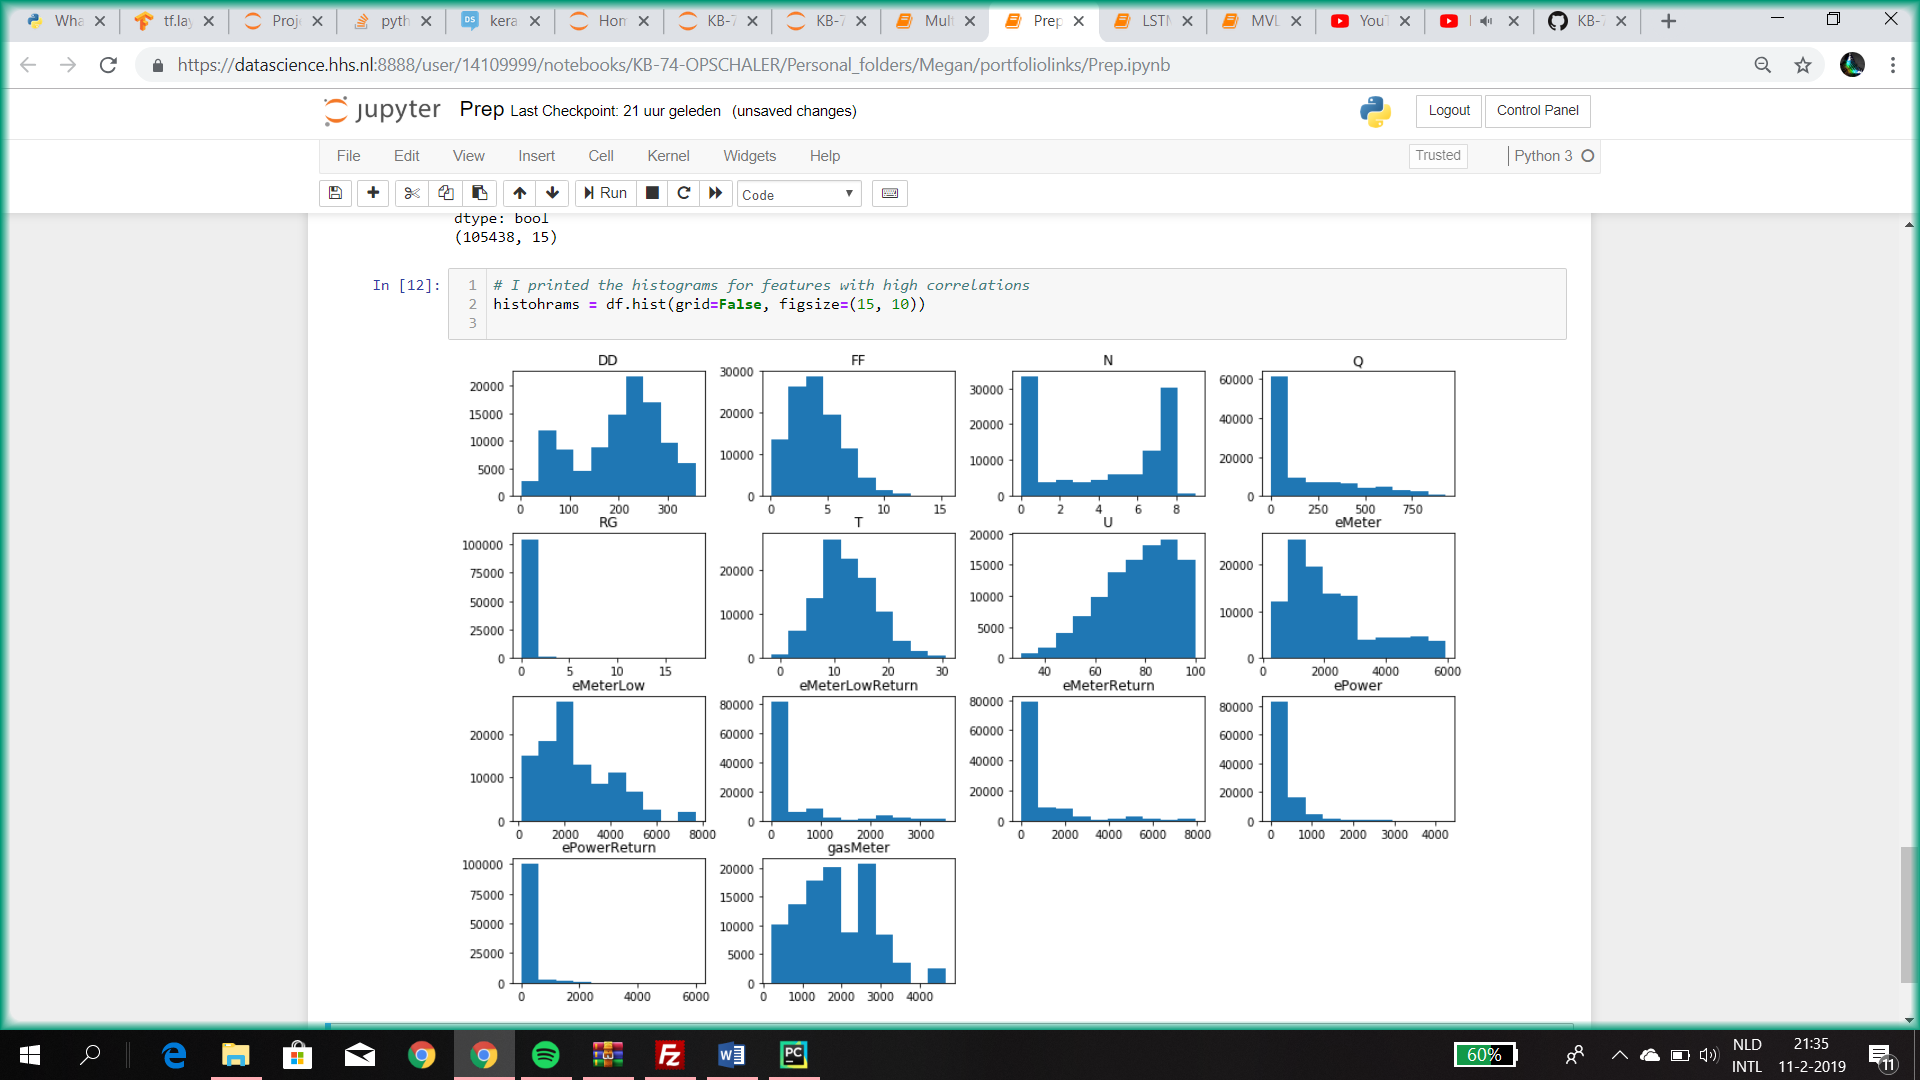 Wha
tf.lay
Proje
pyth
kera
Hom
KB-7
KB-7
Mult
Prep
LSTM
MVL
YouT
KB-7
https://datascience.hhs.nl:8888/user/14109999/notebooks/KB-74-OPSCHALER/Personal_folders/Megan/portfoliolinks/Prep.ipynb
jupyter Prep Last Checkpoint: 21 uur geleden (unsaved changes) Logout Control Panel
File Edit View Insert Cell Kernel Widgets Help Trusted Python 3
Run Code
dtype: bool
(105438, 15)
In [12]:
1 # I printed the histograms for features with high correlations
2 histohrams = df.hist(grid=False, figsize=(15, 10))
3
DD FF N Q
20000 15000 10000 5000 0
30000 20000 10000 0
30000 20000 10000 0
60000 40000 20000 0
0 100 200 300
0 5 10 15
0 2 4 6 8
0 250 500 750
RG T U eMeter
100000 75000 50000 25000 0
20000 10000 0
20000 15000 10000 5000 0
20000 10000 0
0 5 10 15
0 10 20 30
40 60 80 100
0 2000 4000 6000
eMeterLow eMeterLowReturn eMeterReturn ePower
20000 10000 0
80000 60000 40000 20000 0
80000 60000 40000 20000 0
80000 60000 40000 20000 0
0 2000 4000 6000 8000
0 1000 2000 3000
0 2000 4000 6000 8000
0 1000 2000 3000 4000
ePowerReturn gasMeter
100000 75000 50000 25000 0
20000 15000 10000 5000 0
0 2000 4000 6000
0 1000 2000 3000 4000
60%
NLD
INTL
21:35
11-2-2019
11